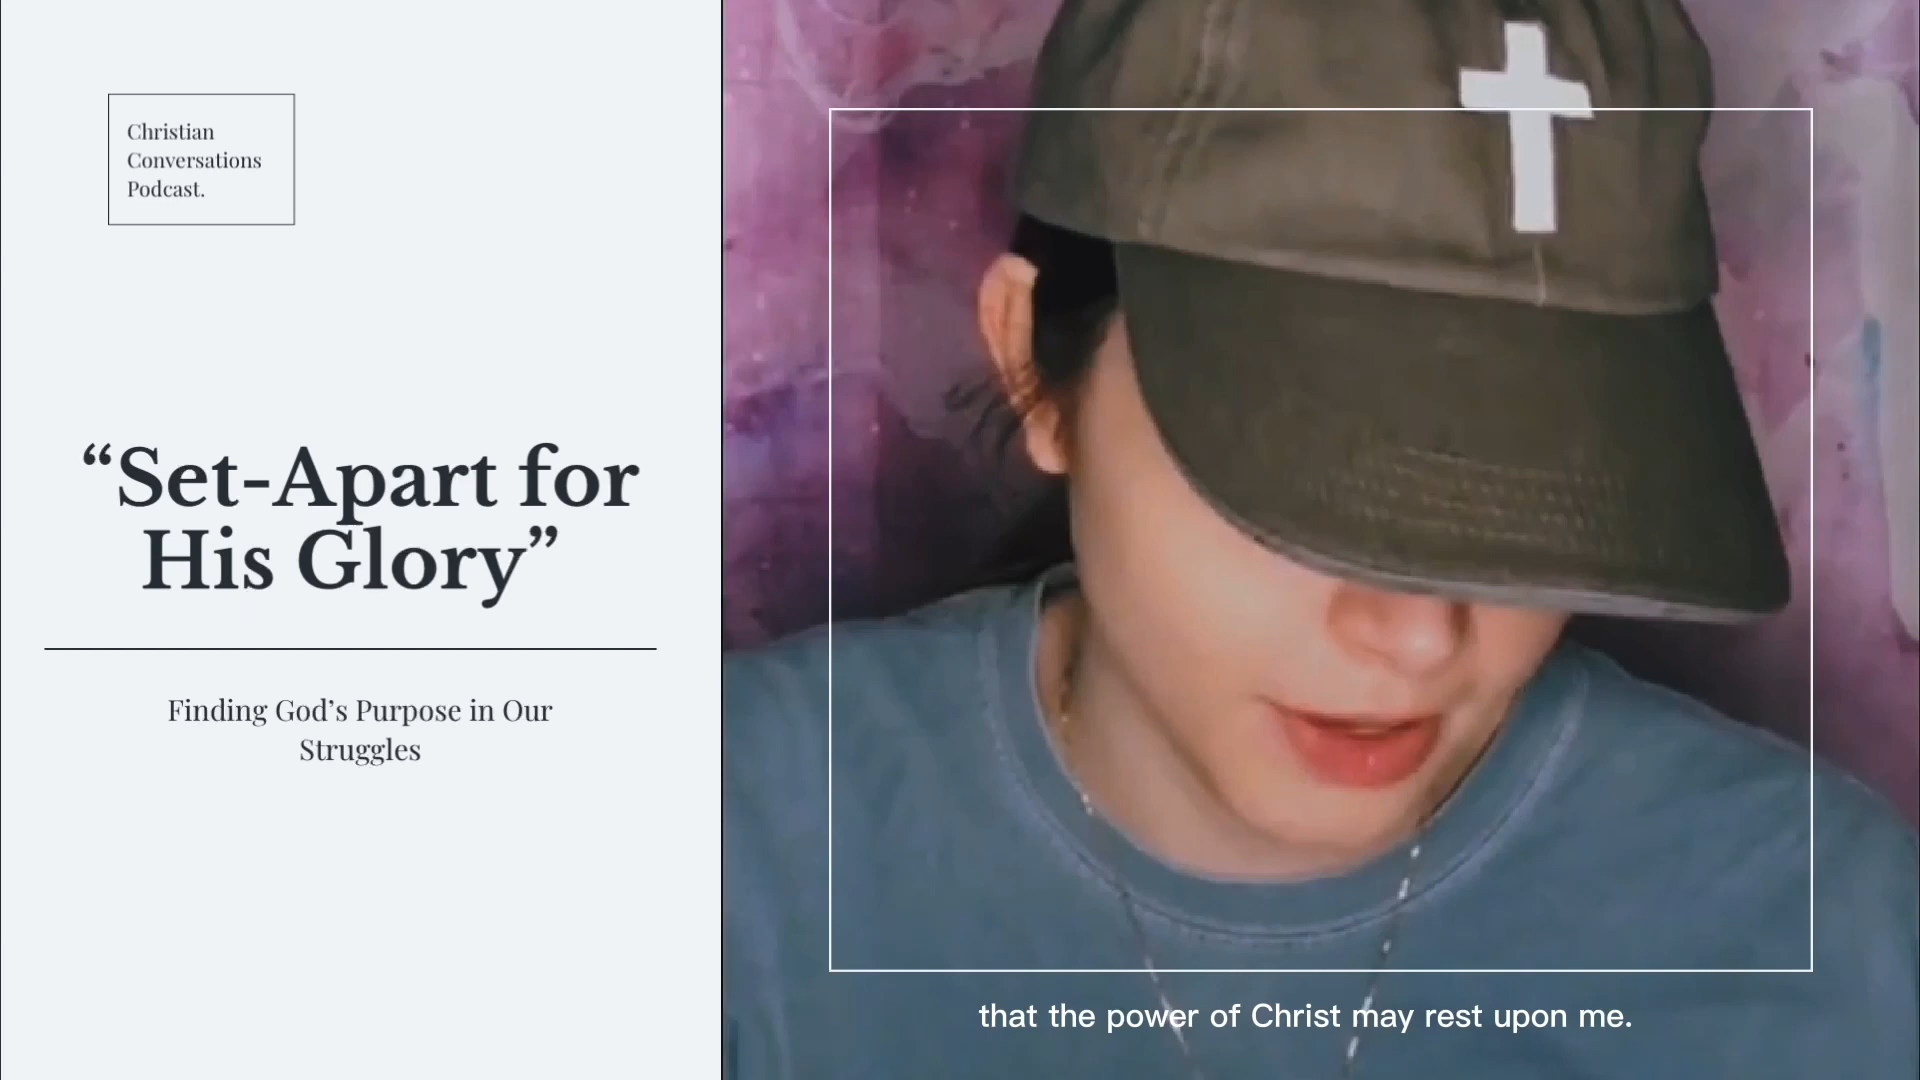 Christian
Conversations
Podcast.
“Set-Apart for
His Glory”
Finding God’s Purpose in Our
Struggles
that the power of Christ may rest upon me.